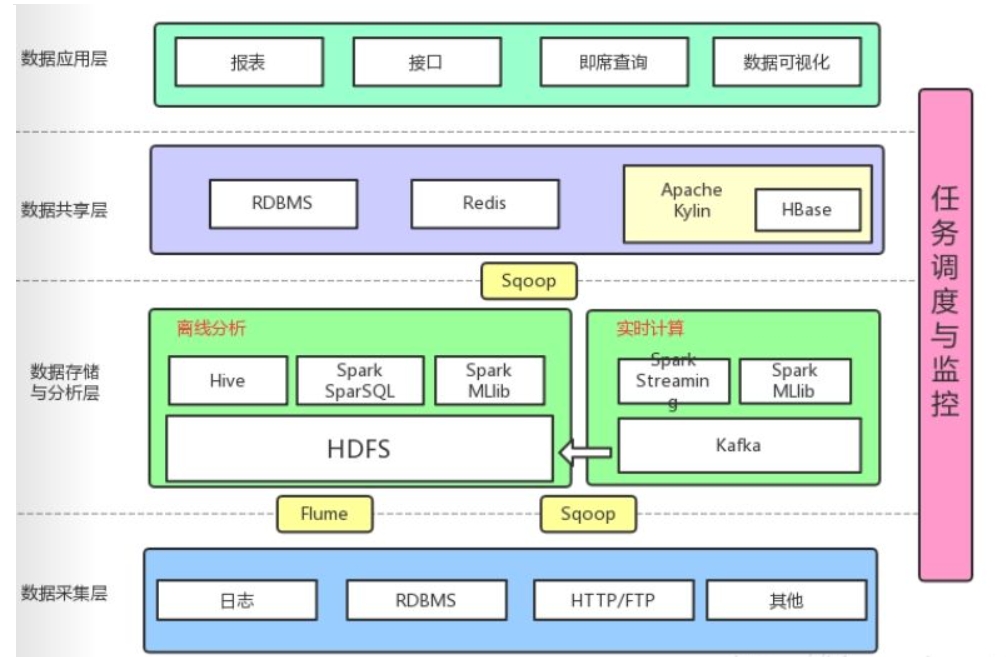 数据应用层
报表
接口
即席查询
数据可视化
数据共享层
RDBMS
Redis
Apache
Kylin
HBase
Sqoop
数据存储
与分析层
离线分析
Hive
Spark
SparSQL
Spark
MLlib
HDFS
实时计算
Spark
Streamin
g
Spark
MLlib
Kafka
Flume
Sqoop
数据采集层
日志
RDBMS
HTTP/FTP
其他
任务调度与监控